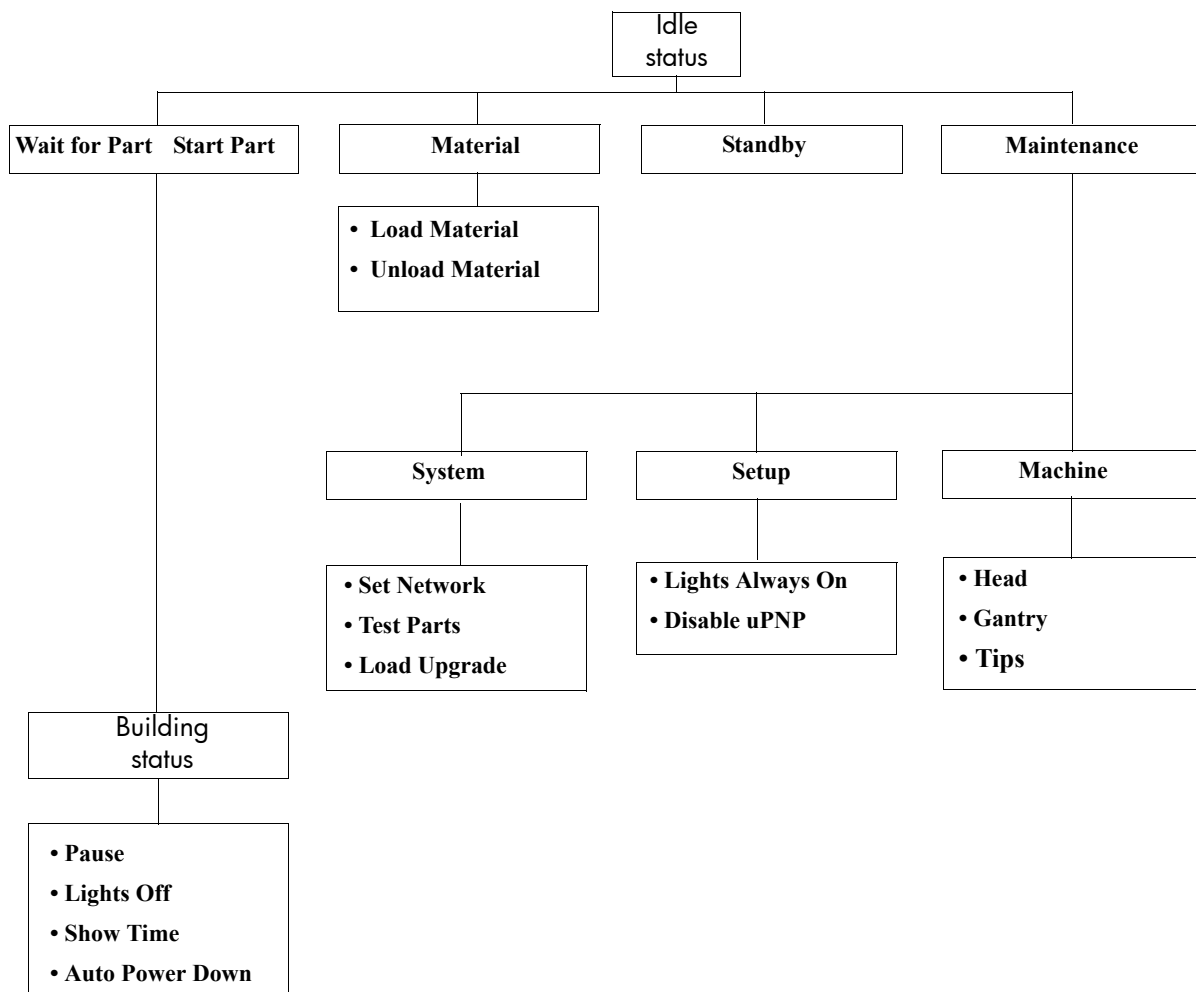 Idle
status
Wait for Part Start Part
Material
Standby
Maintenance
• Load Material
• Unload Material
System
Setup
Machine
• Set Network
• Test Parts
• Load Upgrade
• Lights Always On
• Disable uPNP
• Head
• Gantry
• Tips
Building
status
• Pause
• Lights Off
• Show Time
• Auto Power Down